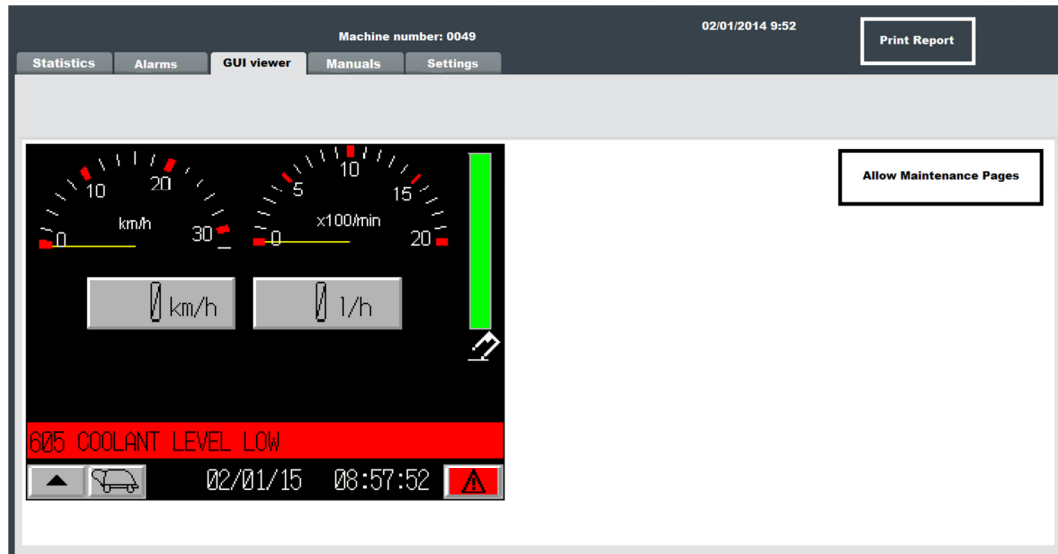 02/01/2014 9:52
Machine number: 0049
Print Report
Statistics
Alarms
GUI viewer
Manuals
Settings
Allow Maintenance Pages
0
10
20
30
km/h
0
5
10
15
20
x100/min
0 km/h
0 l/h
605 COOLANT LEVEL LOW
02/01/15
08:57:52